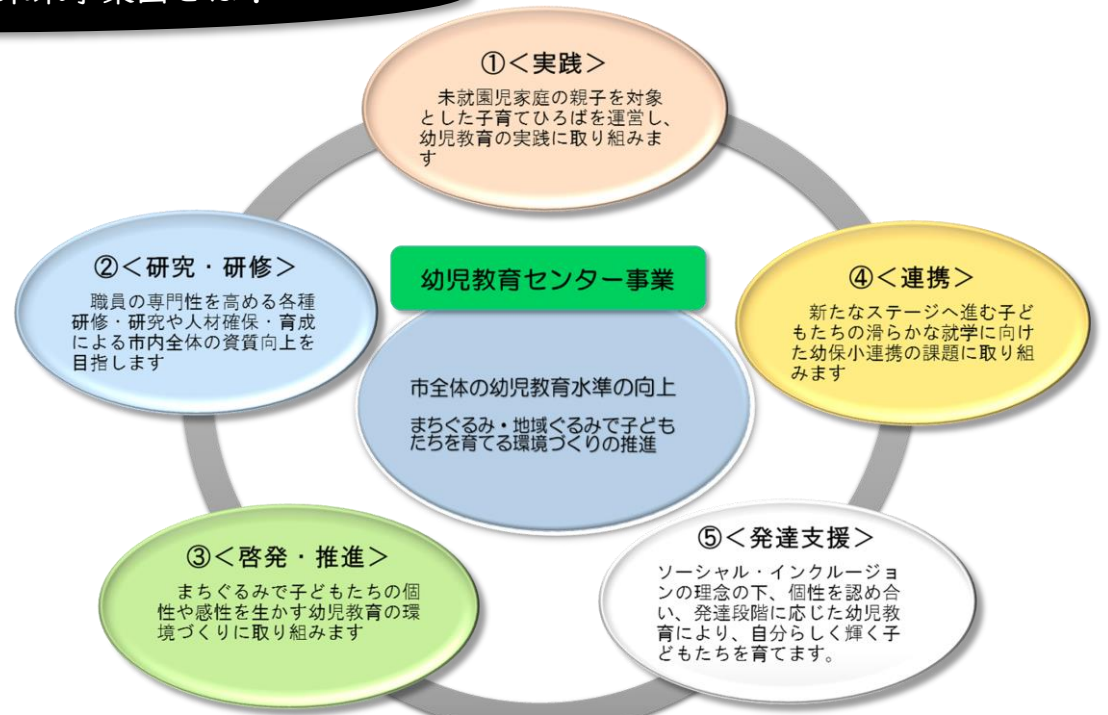 ①＜実践＞
未就園児家庭の親子を対象
とした子育てひろばを運営し、
幼児教育の実践に取り組みま
す
②＜研究・研修＞
職員の専門性を高める各種
研修・研究や人材確保・育成
による市内全体の資質向上を
目指します
幼児教育センター事業
市全体の幼児教育水準の向上
まちぐるみ・地域ぐるみで子ども
たちを育てる環境づくりの推進
④＜連携＞
新たなステージへ進む子ど
もたちの滑らかな就学に向け
た幼保小連携の課題に取り組
みます
③＜啓発・推進＞
まちぐるみで子どもたちの個
性や感性を生かす幼児教育の環
境づくりに取り組みます
⑤＜発達支援＞
ソーシャル・インクルージョ
ンの理念の下、個性を認め合
い、発達段階に応じた幼児教
育により、自分らしく輝く子
どもたちを育てます。